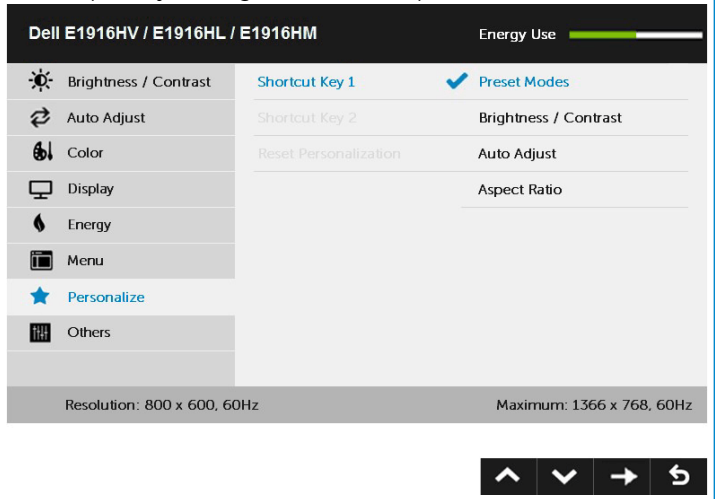 Dell E1916HV / E1916HL / E1916HM
Energy Use
Brightness / Contrast
Shortcut Key 1
Preset Modes
Auto Adjust
Shortcut Key 2
Brightness / Contrast
Color
Reset Personalization
Auto Adjust
Display
Aspect Ratio
Energy
Menu
Personalize
Others
Resolution: 800 x 600, 60Hz
Maximum: 1366 x 768, 60Hz